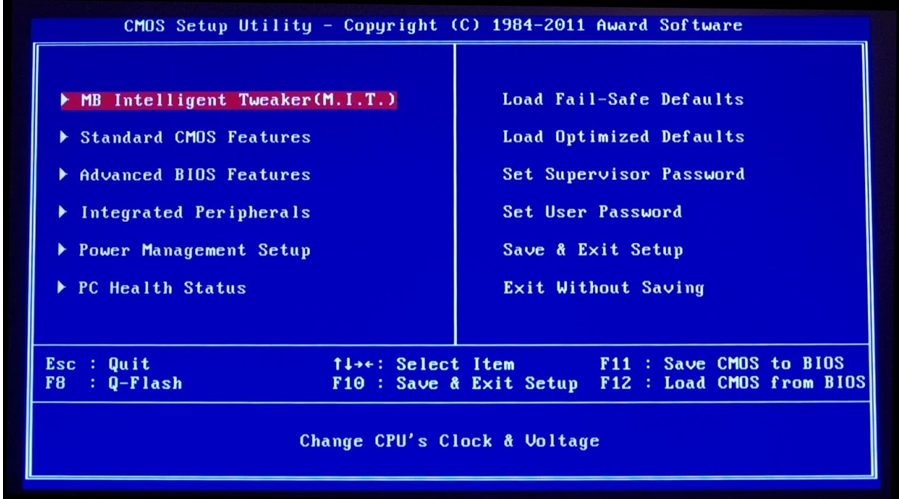 CMOS Setup Utility - Copyright (C) 1984-2011 Award Software
MB Intelligent Tweaker(M.I.T.)
Standard CMOS Features
Advanced BIOS Features
Integrated Peripherals
Power Management Setup
PC Health Status
Load Fail-Safe Defaults
Load Optimized Defaults
Set Supervisor Password
Set User Password
Save & Exit Setup
Exit Without Saving
Esc : Quit ↑↓→←: Select Item F11 : Save CMOS to BIOS
F8 : Q-Flash F10 : Save & Exit Setup F12 : Load CMOS from BIOS
Change CPU's Clock & Voltage